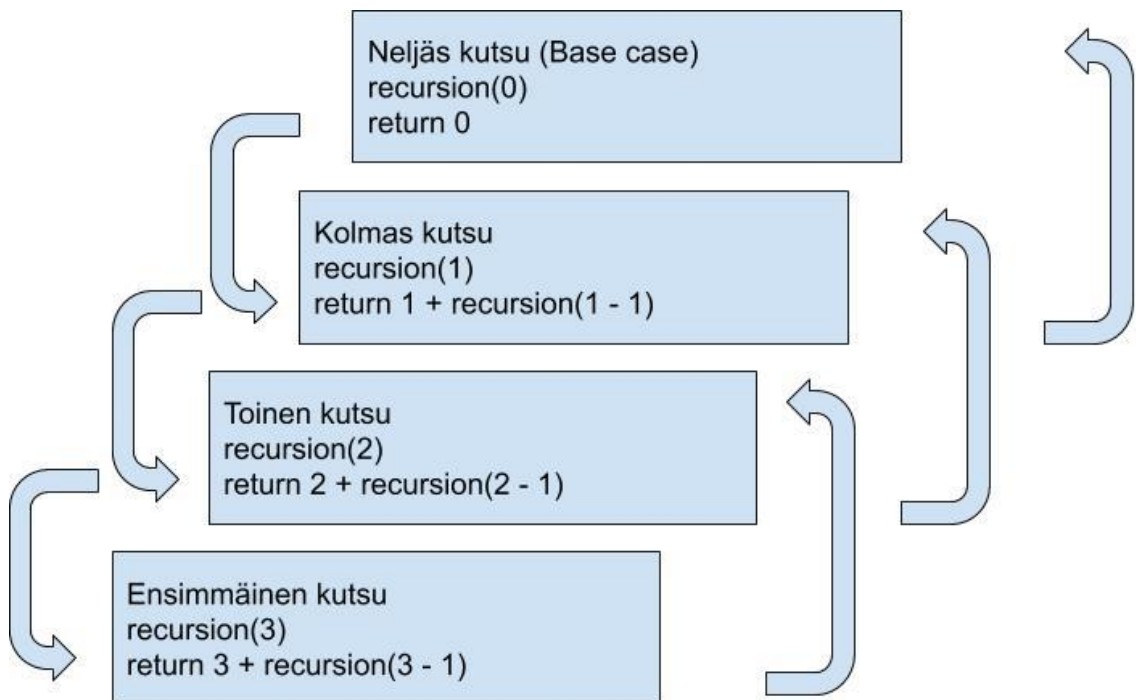 Neljäs kutsu (Base case)
recursion(0)
return 0
Kolmas kutsu
recursion(1)
return 1 + recursion(1 - 1)
Toinen kutsu
recursion(2)
return 2 + recursion(2 - 1)
Ensimmäinen kutsu
recursion(3)
return 3 + recursion(3 - 1)